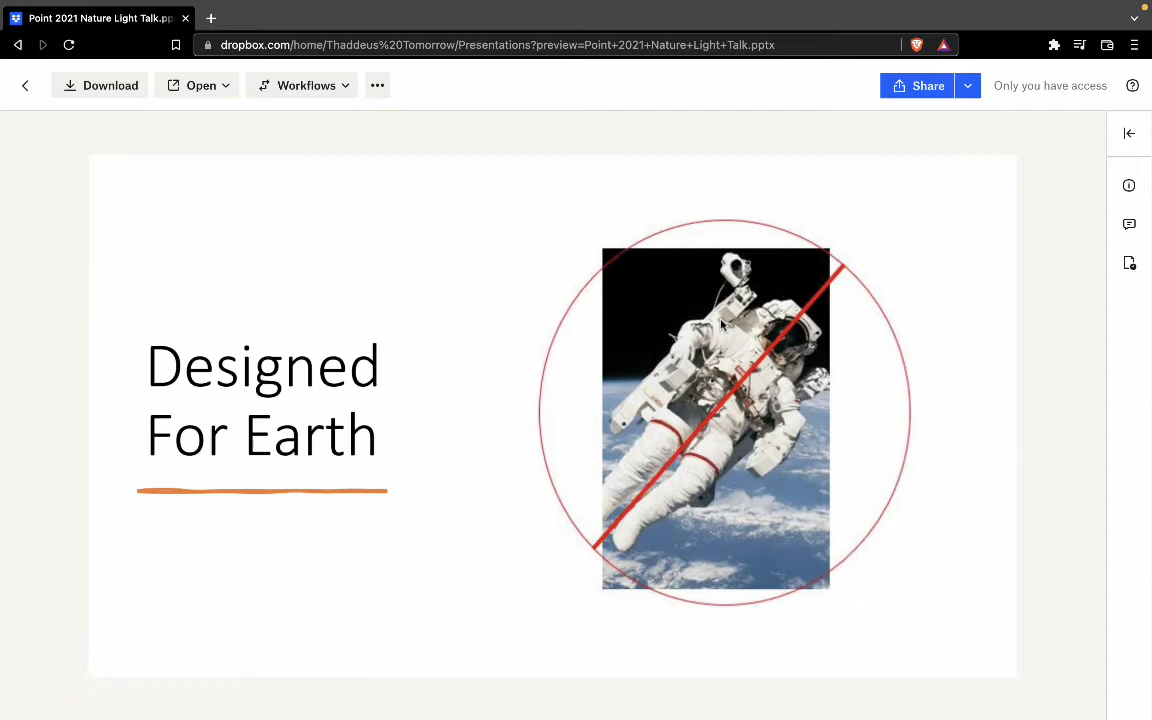 Point 2021 Nature Light Talk.pp
dropbox.com/home/Thaddeus%20Tomorrow/Presentations?preview=Point+2021+Nature+Light+Talk.pptx
Download
Open
Workflows
Share
Only you have access
Designed
For Earth